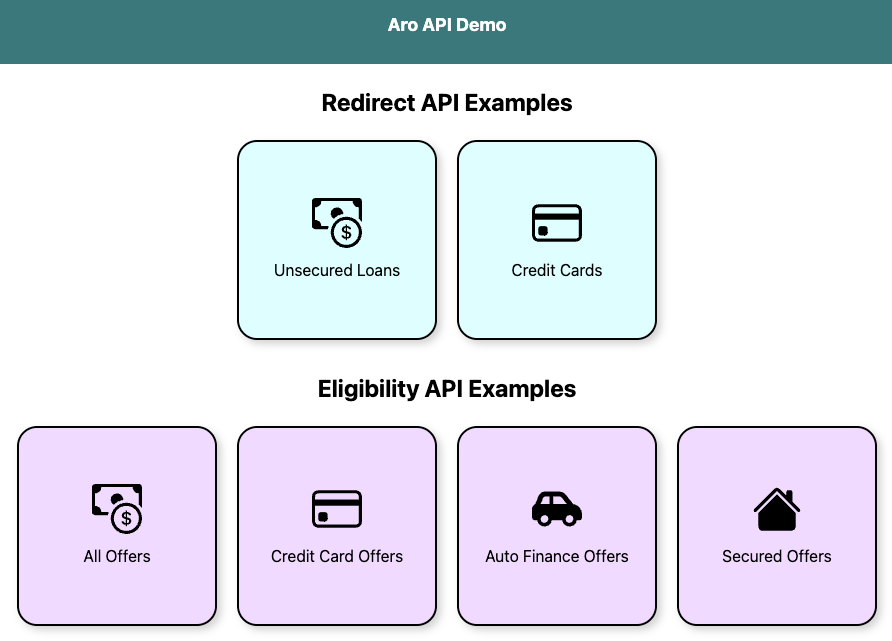 Aro API Demo
Redirect API Examples
$
Unsecured Loans
Credit Cards
Eligibility API Examples
$
All Offers
Credit Card Offers
Auto Finance Offers
Secured Offers